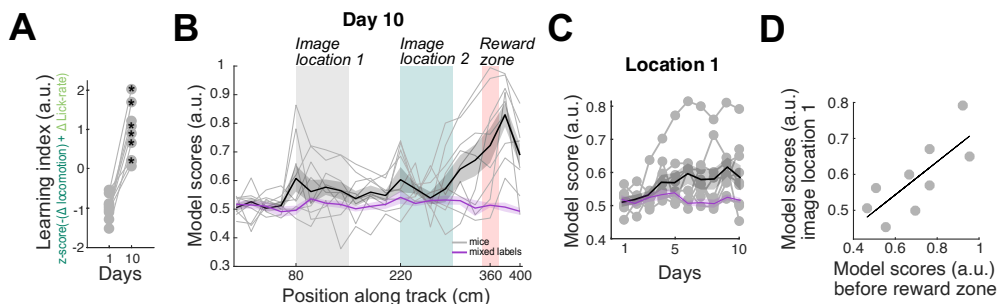 A
Learning index (a.u.)
z-score(-(Δ locomotion) + Δ Lick-rate)
2
1
0
-1
-2
1 10
Days
B
Day 10
Image
location 1
Image
location 2
Reward
zone
Model scores (a.u.)
1
0.9
0.8
0.7
0.6
0.5
0.4
0.3
mice
mixed labels
80 220 360 400
Position along track (cm)
C
Location 1
Model score (a.u.)
0.8
0.6
0.4
1 5 10
Days
D
Model scores (a.u.)
image location 1
0.8
0.7
0.6
0.5
0.4
0.4 0.6 0.8 1
Model scores (a.u.)
before reward zone